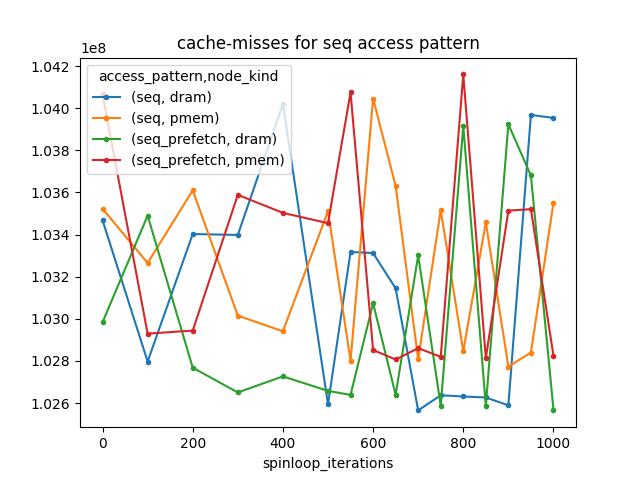 cache-misses for seq access pattern
1e8
1.042
1.040
1.038
1.036
1.034
1.032
1.030
1.028
1.026
access_pattern,node_kind
(seq, dram)
(seq, pmem)
(seq_prefetch, dram)
(seq_prefetch, pmem)
0 200 400 600 800 1000
spinloop_iterations